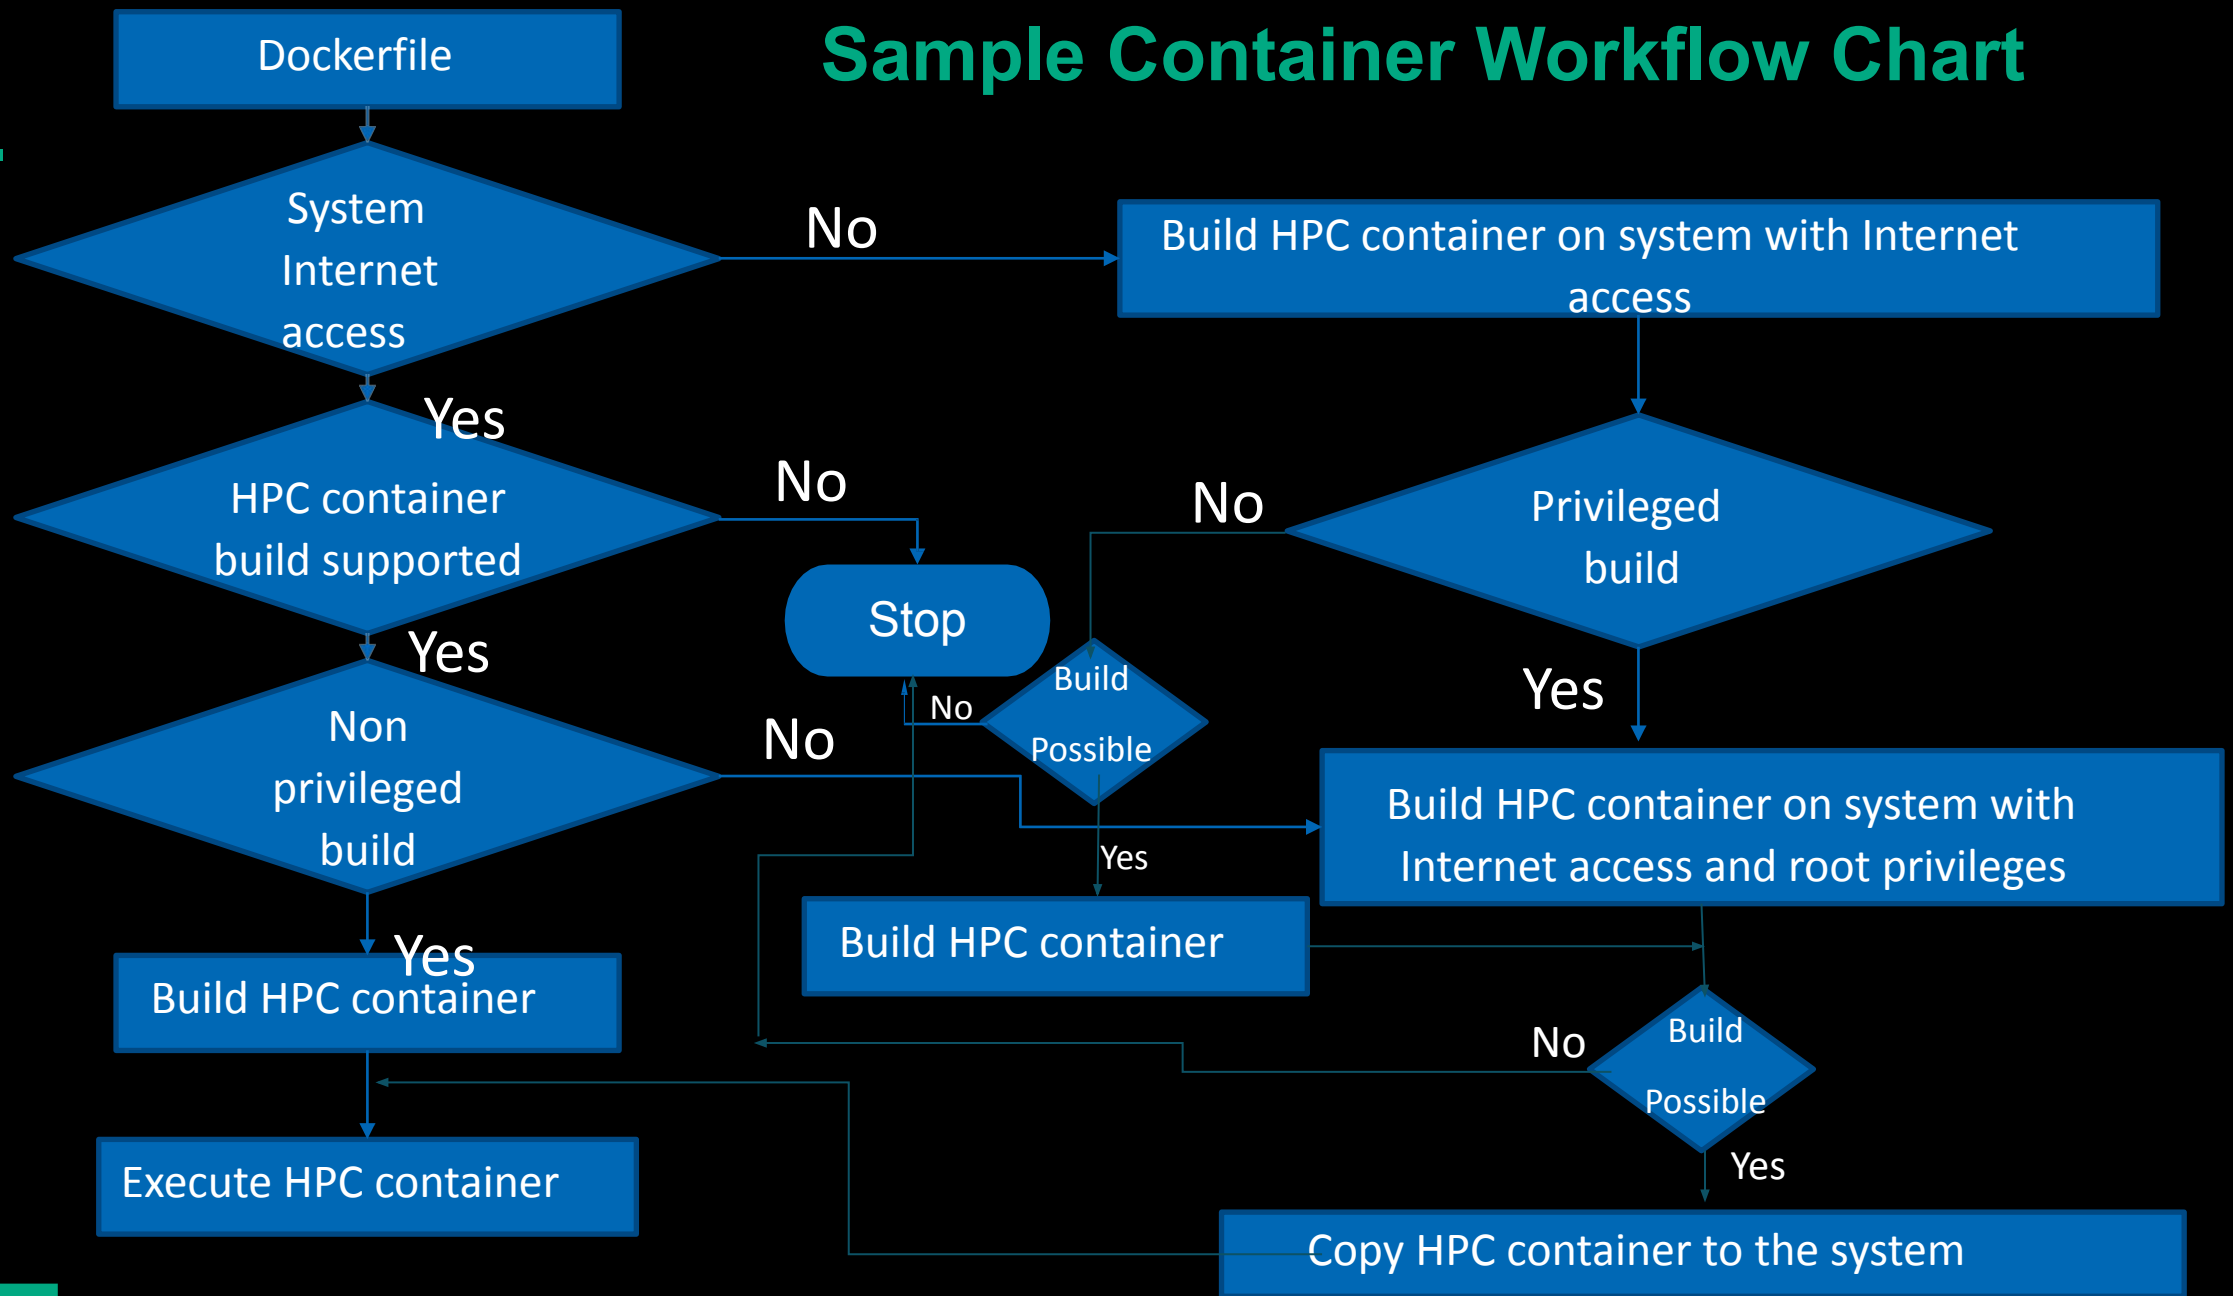 Sample Container Workflow Chart
Dockerfile
System
Internet
access
No
Build HPC container on system with Internet
access
Yes
HPC container
build supported
No
Stop
No
Privileged
build
Yes
Non
privileged
build
No
No
Build
Possible
Yes
Yes
Build HPC container on system with
Internet access and root privileges
Build HPC container
Yes
Build HPC container
No
Build
Possible
Yes
Execute HPC container
Copy HPC container to the system